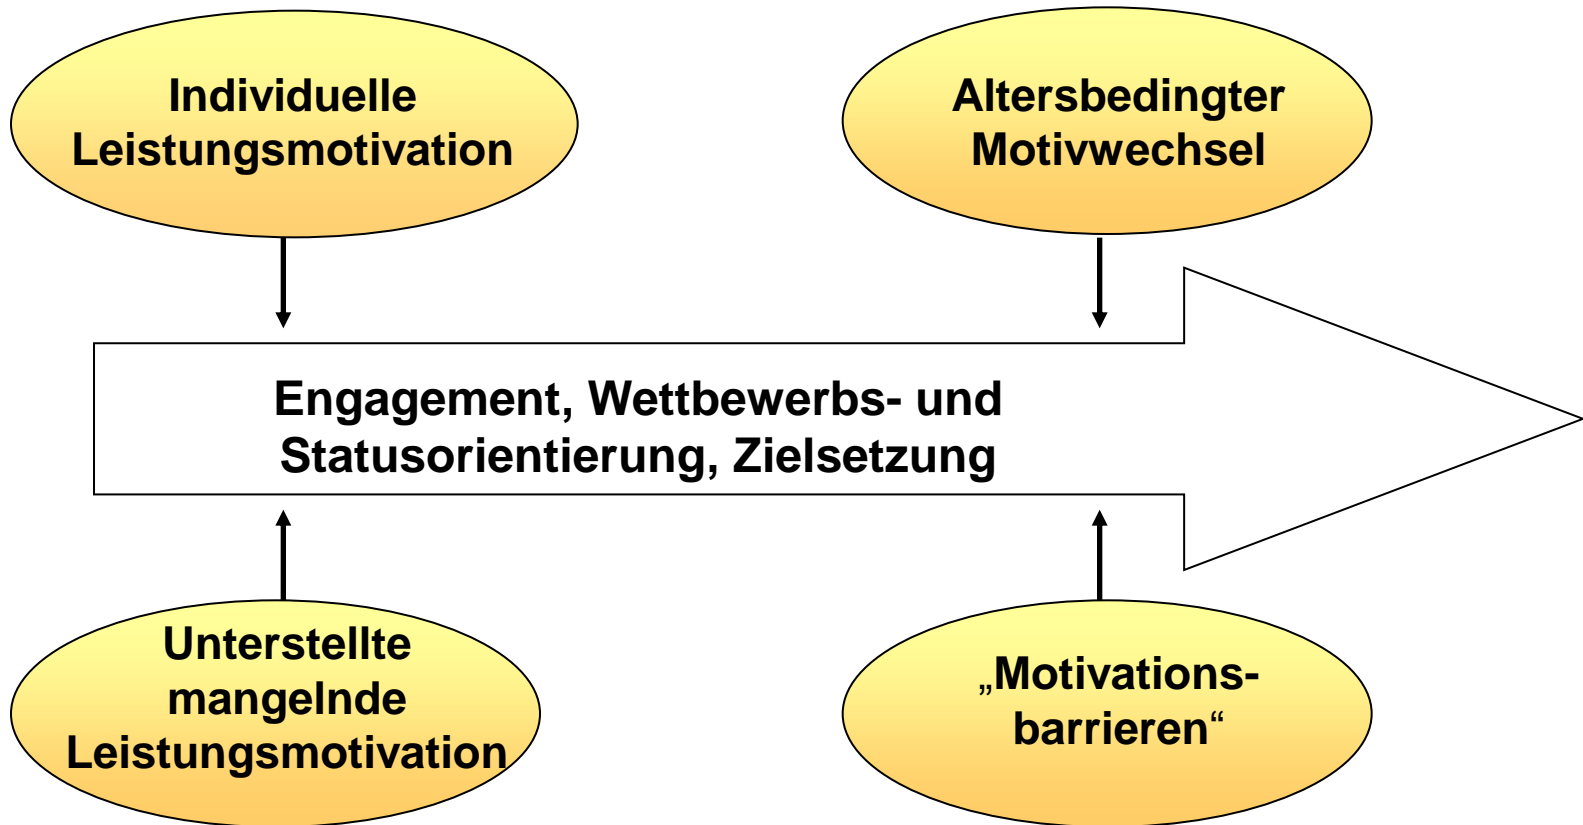 Individuelle
Leistungsmotivation
Altersbedingter
Motivwechsel
Engagement, Wettbewerbs- und
Statusorientierung, Zielsetzung
Unterstellte
mangelnde
Leistungsmotivation
„Motivations-
barrieren“